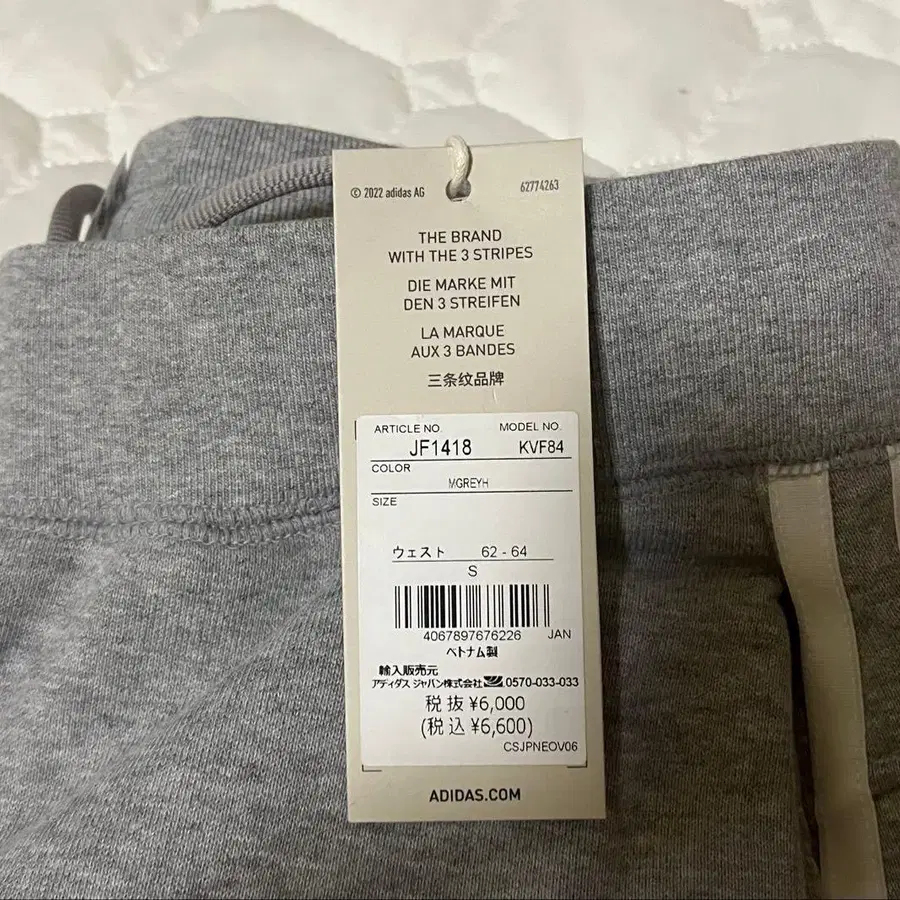 © 2022 adidas AG 62774263
THE BRAND
WITH THE 3 STRIPES
DIE MARKE MIT
DEN 3 STREIFEN
LA MARQUE
AUX 3 BANDES
三条纹品牌
ARTICLE NO. MODEL NO.
JF1418 KVF84
COLOR
MGREYH
SIZE
ウェスト 62-64
S
4067897676226 JAN
ベトナム製
輸入販売元
アディダス ジャパン株式会社 0570-033-033
税抜 ¥6,000
(税込 ¥6,600)
CSJPNEOV06
ADIDAS.COM